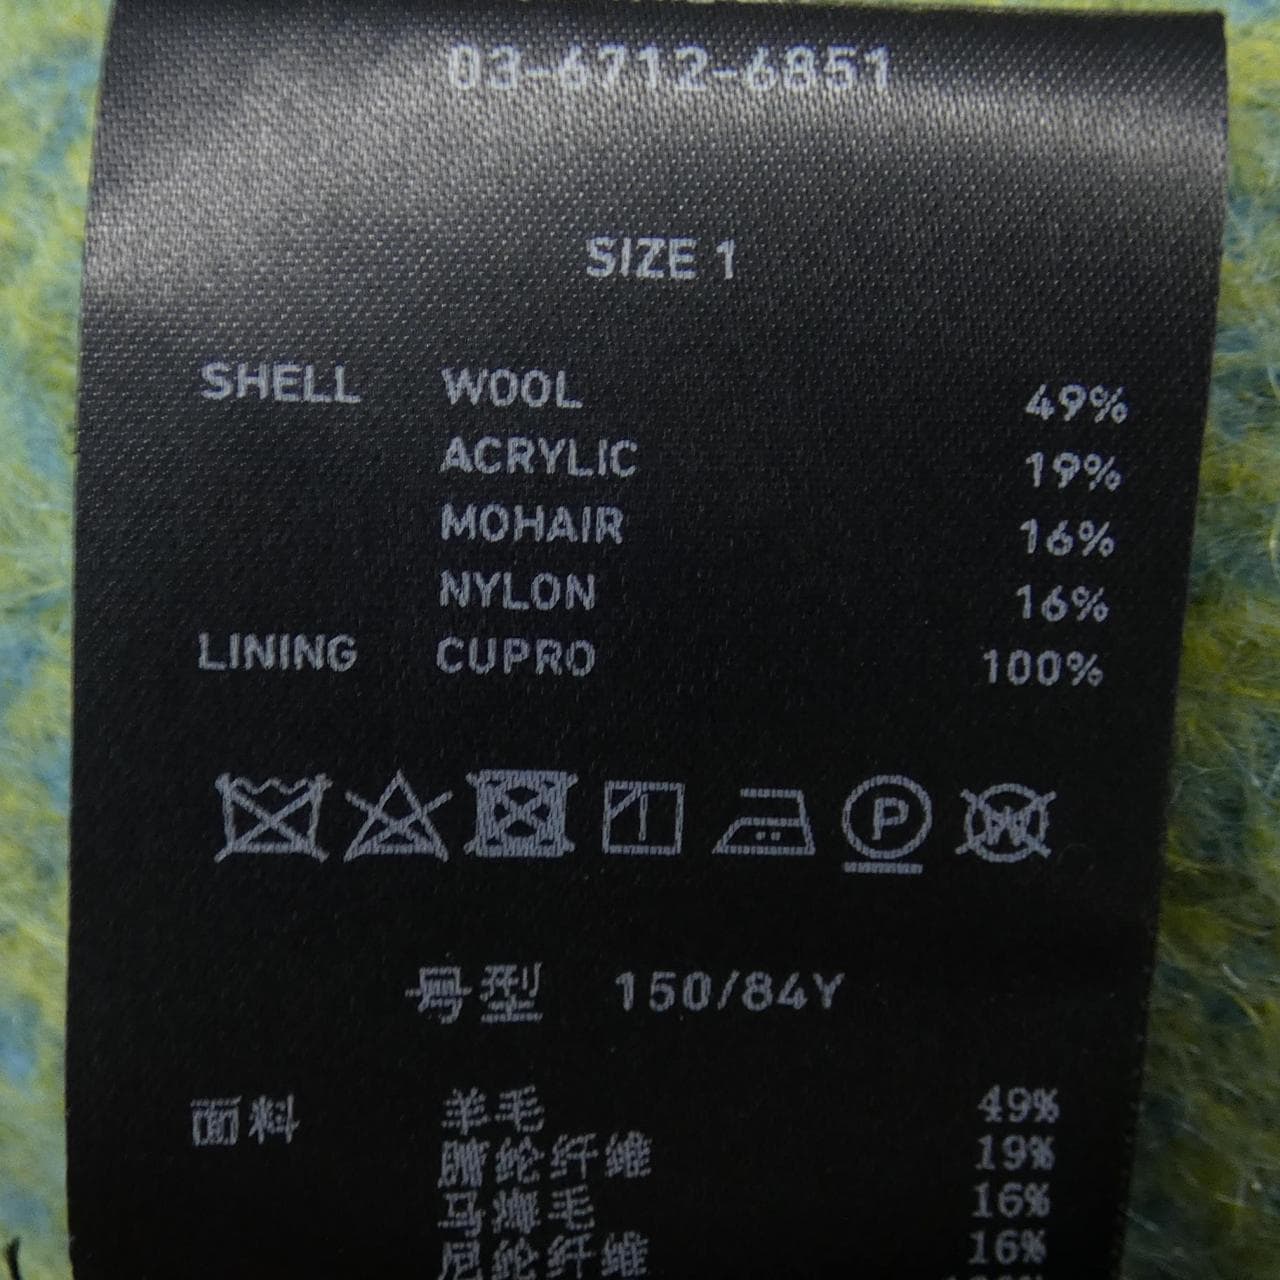 03-6712-6851
SIZE 1
SHELL WOOL 49%
ACRYLIC 19%
MOHAIR 16%
NYLON 16%
LINING CUPRO 100%
P W
号型 150/84Y
面料 羊毛 49%
腈纶纤维 19%
马海毛 16%
尼纶纤维 16%